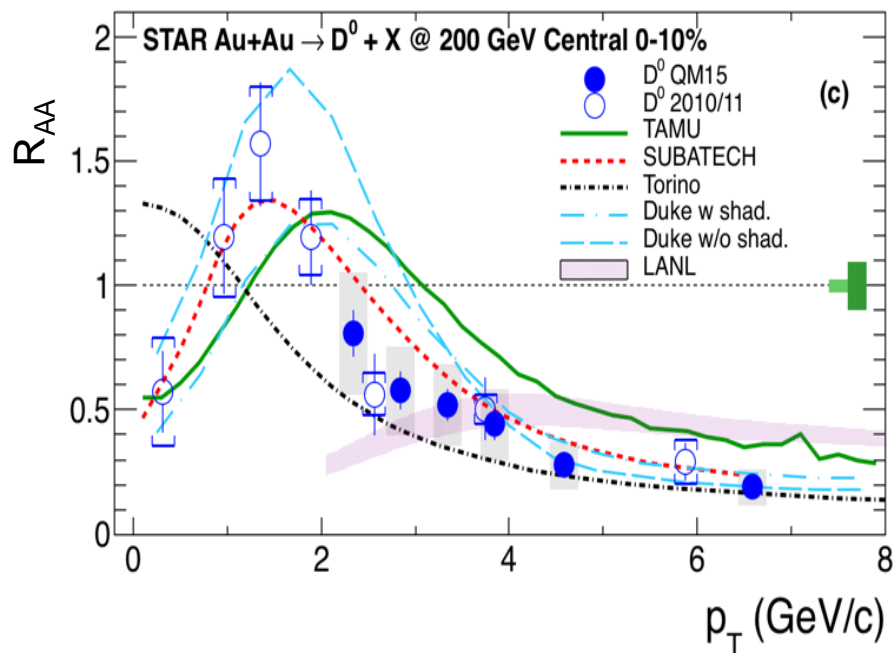 STAR Au+Au → D⁰ + X @ 200 GeV Central 0-10%
(c)
D⁰ QM15
D⁰ 2010/11
TAMU
SUBATECH
Torino
Duke w shad.
Duke w/o shad.
LANL
R_AA
2
1.5
1
0.5
0
0 2 4 6 8
p_T (GeV/c)